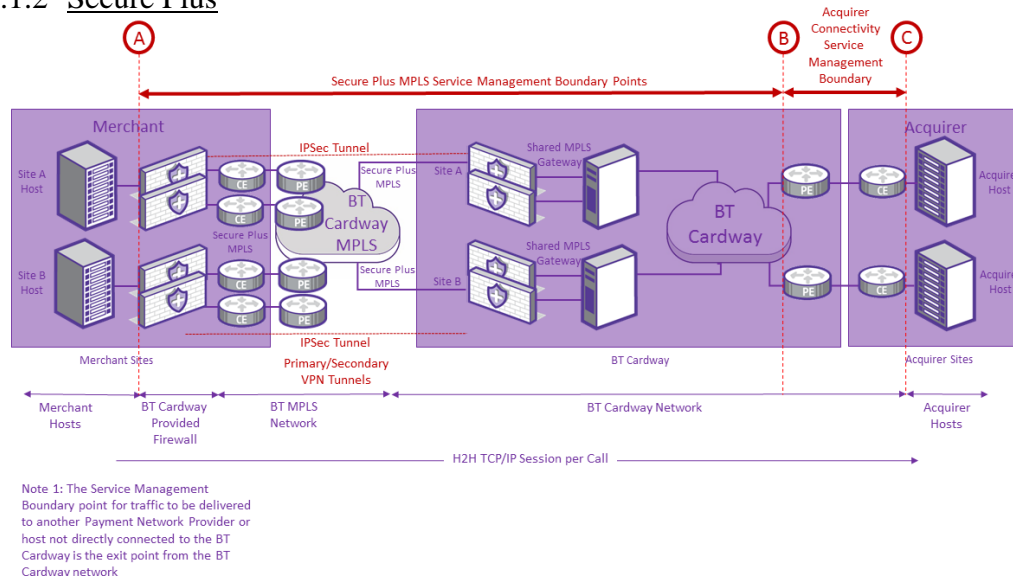 .1.2 Secure Plus
Acquirer
Connectivity
Service
Management
Boundary
A
B
C
Secure Plus MPLS Service Management Boundary Points
Merchant
Acquirer
IPSec Tunnel
Shared MPLS
Gateway
Site A
Host
Secure Plus
MPLS
Site A
Acquire
Host
CE
PE
PE
CE
BT
Cardway
MPLS
BT
Cardway
CE
PE
Secure Plus
MPLS
Shared MPLS
Gateway
Site B
Host
Secure Plus
MPLS
Site B
Acquire
Host
CE
PE
PE
CE
CE
PE
IPSec Tunnel
Merchant Sites
Primary/Secondary
VPN Tunnels
BT Cardway
Acquirer Sites
Merchant
Hosts
BT Cardway
Provided
Firewall
BT MPLS
Network
BT Cardway Network
Acquirer
Hosts
H2H TCP/IP Session per Call
Note 1: The Service Management
Boundary point for traffic to be delivered
to another Payment Network Provider or
host not directly connected to the BT
Cardway is the exit point from the BT
Cardway network